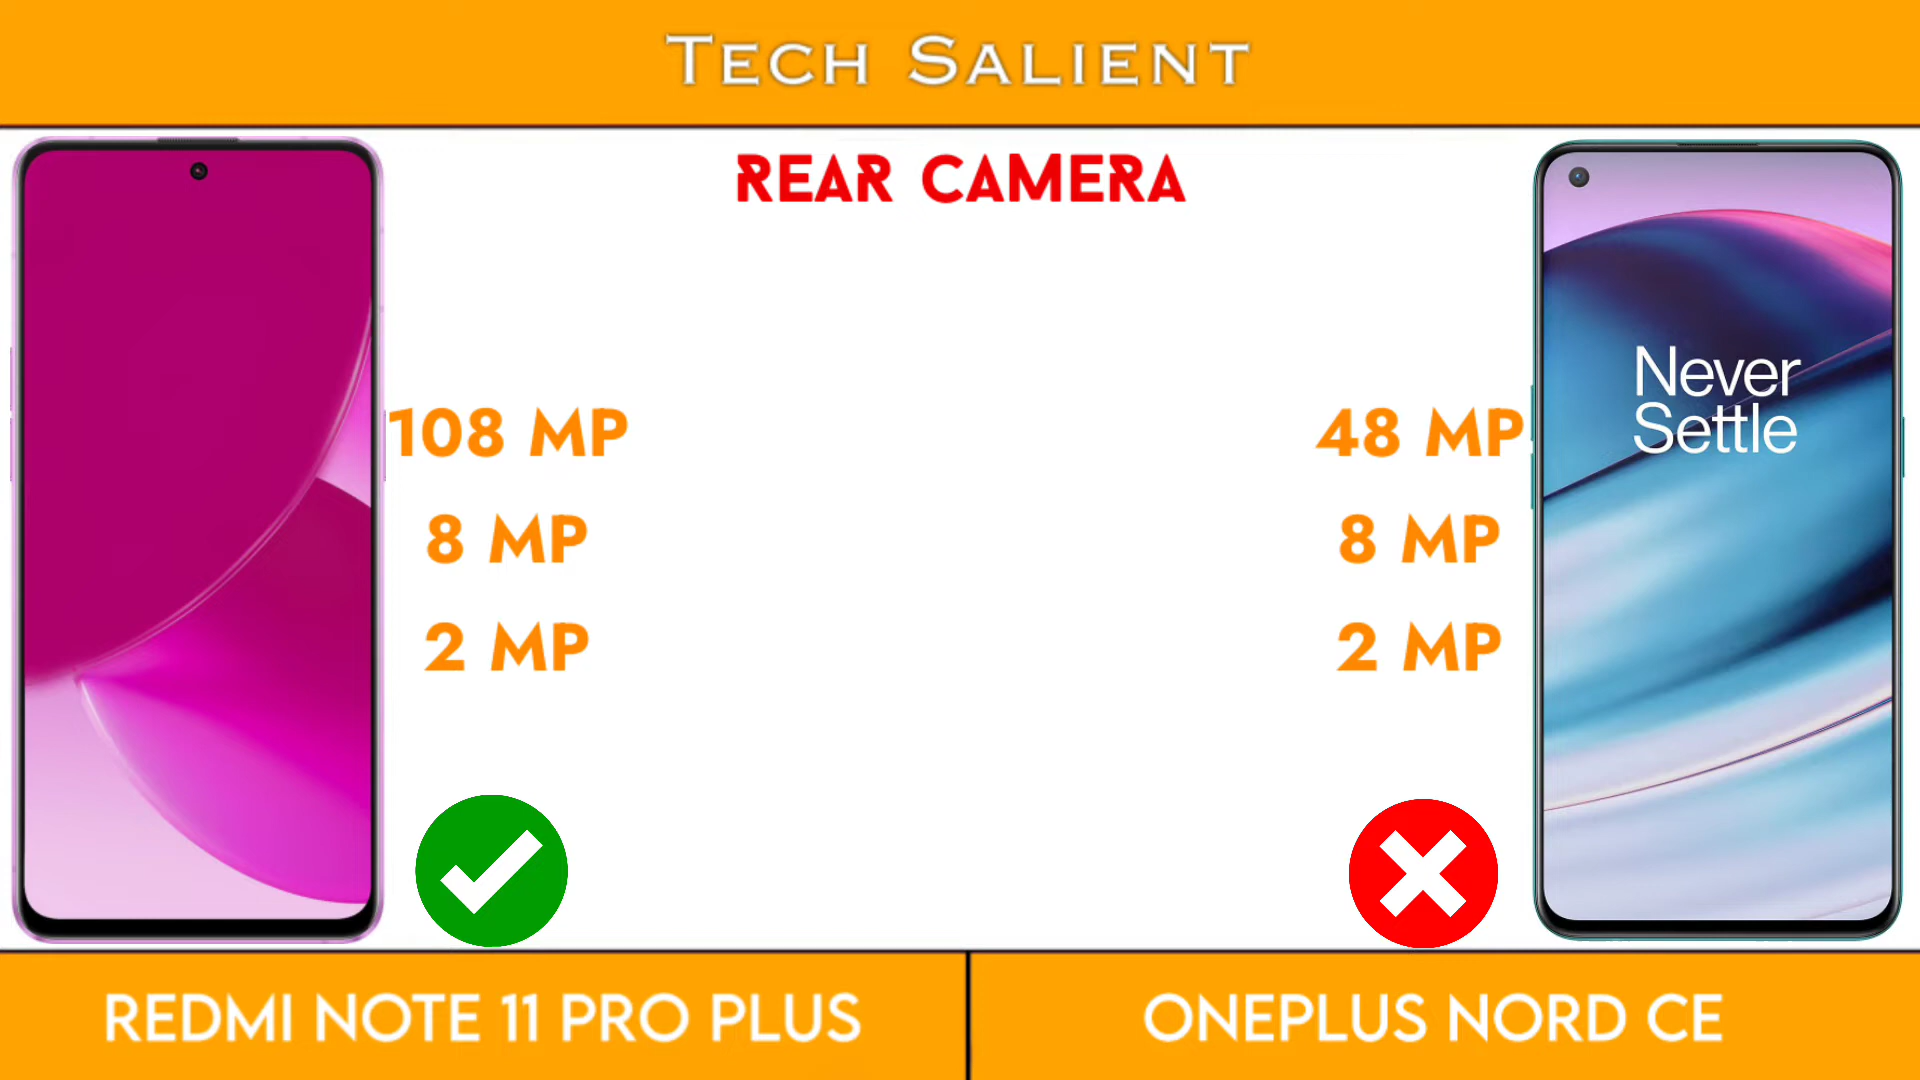 TECH SALIENT
REAR CAMERA
108 MP
8 MP
2 MP
48 MP
8 MP
2 MP
Never
Settle
REDMI NOTE 11 PRO PLUS
ONEPLUS NORD CE